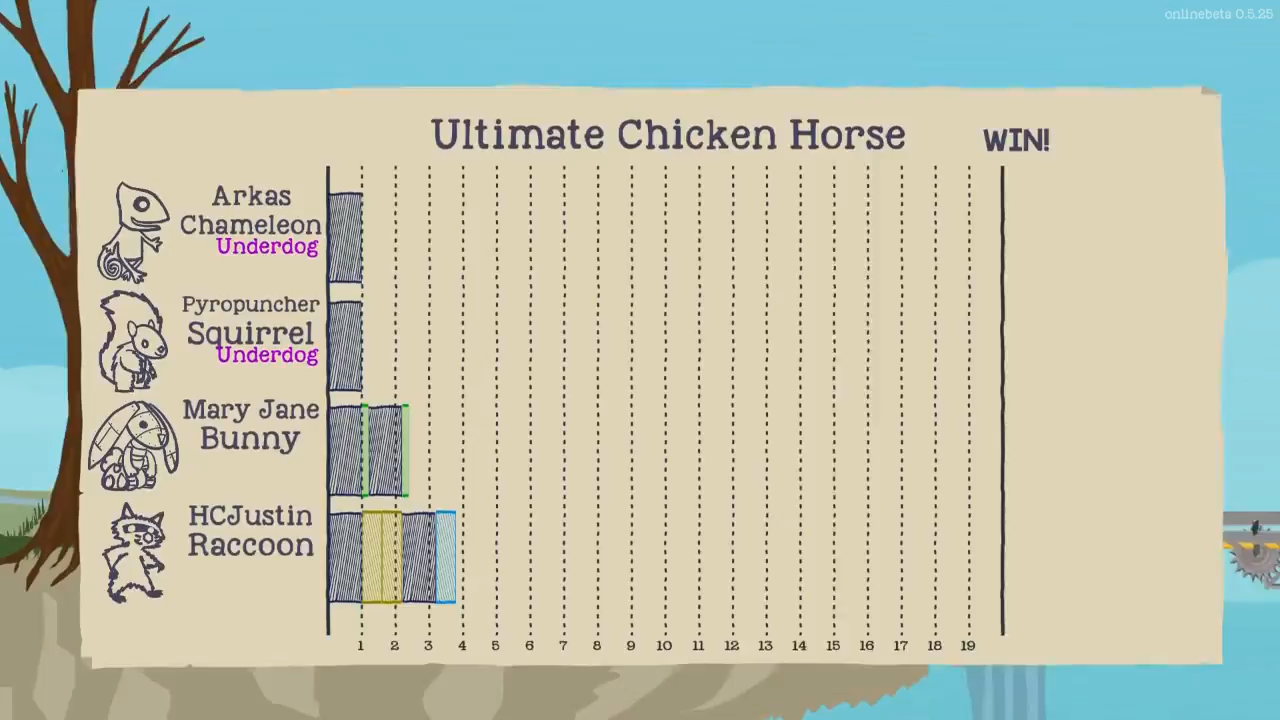 onlinebeta 0.5.25
Ultimate Chicken Horse
WIN!
Arkas
Chameleon
Underdog
Pyropuncher
Squirrel
Underdog
Mary Jane
Bunny
HCJustin
Raccoon
1 2 3 4 5 6 7 8 9 10 11 12 13 14 15 16 17 18 19